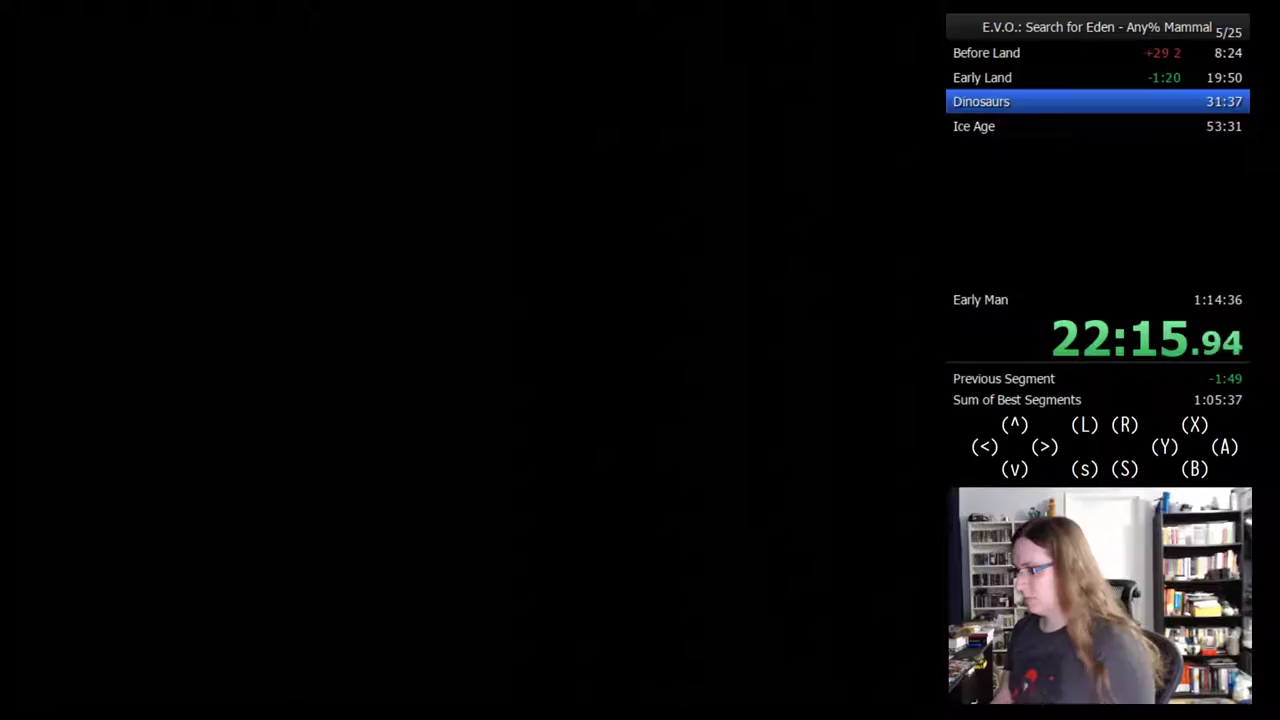 E.V.O.: Search for Eden - Any% Mammal 5/25
Before Land +29 2 8:24
Early Land -1:20 19:50
Dinosaurs 31:37
Ice Age 53:31
Early Man 1:14:36
22:15.94
Previous Segment -1:49
Sum of Best Segments 1:05:37
(^) (L) (R) (X)
(<) (>) (Y) (A)
(v) (s) (S) (B)